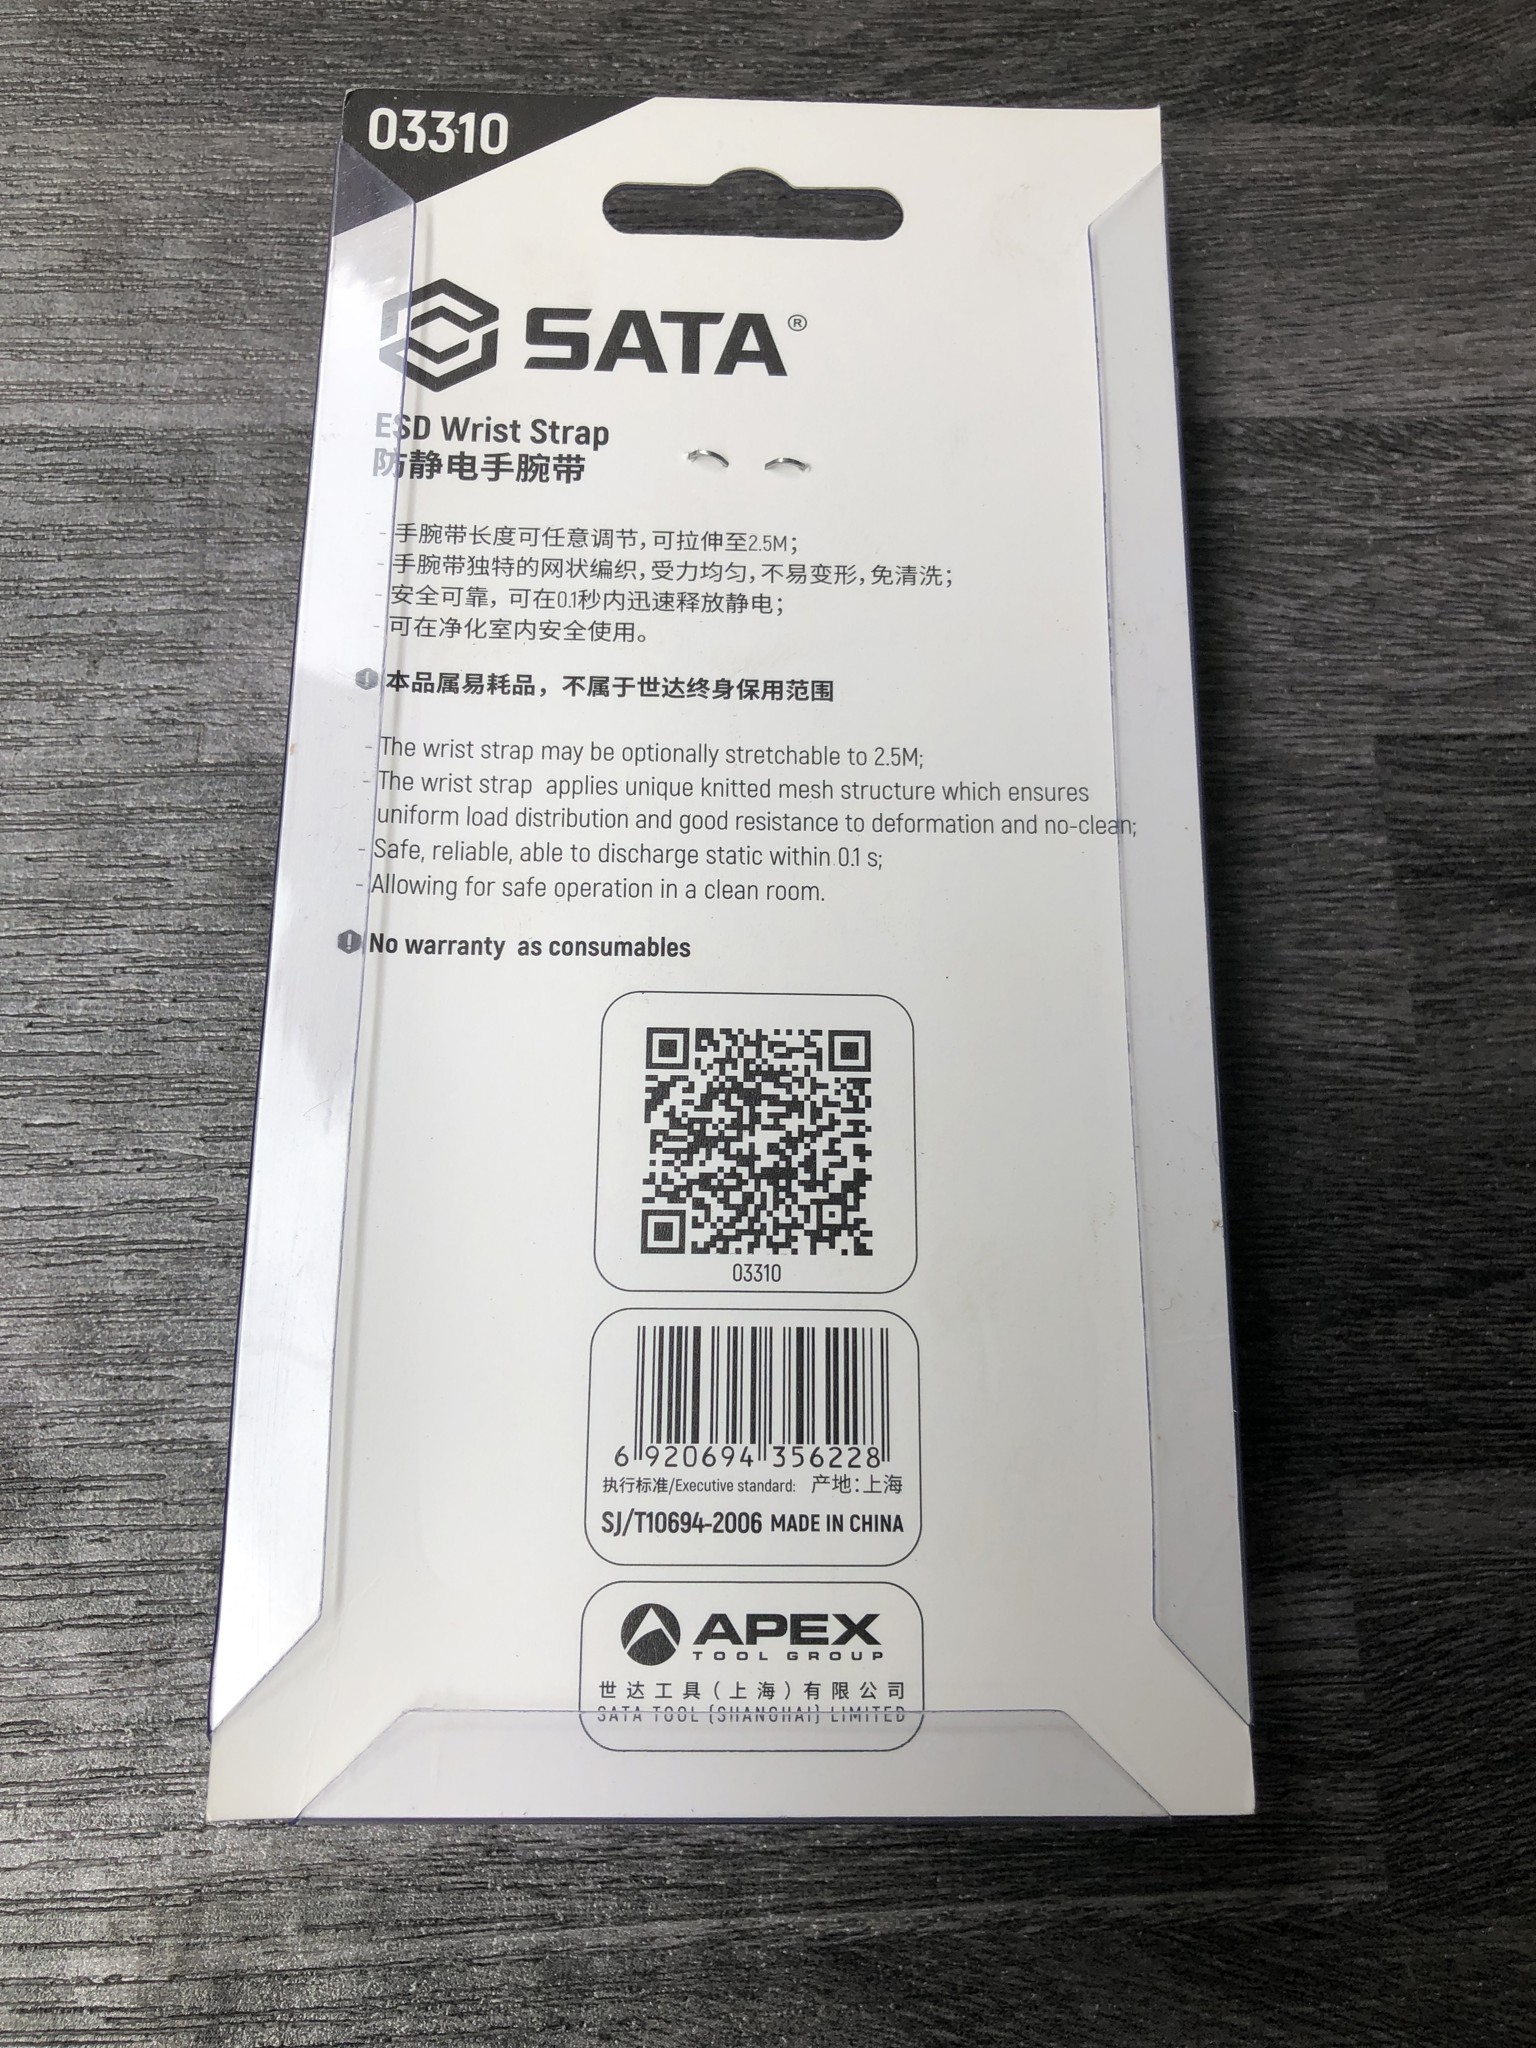 03310
SATA®
ESD Wrist Strap
防静电手腕带
- 手腕带长度可任意调节，可拉伸至2.5M；
- 手腕带独特的网状编织，受力均匀，不易变形，免清洗；
- 安全可靠，可在0.1秒内迅速释放静电；
- 可在净化室内安全使用。
本品属易耗品，不属于世达终身保用范围
- The wrist strap may be optionally stretchable to 2.5M;
- The wrist strap applies unique knitted mesh structure which ensures
uniform load distribution and good resistance to deformation and no-clean;
- Safe, reliable, able to discharge static within 0.1 s;
- Allowing for safe operation in a clean room.
No warranty as consumables
03310
6 920694 356228
执行标准/Executive standard: 产地：上海
SJ/T10694-2006 MADE IN CHINA
APEX
TOOL GROUP
世达工具（上海）有限公司
SATA TOOL (SHANGHAI) LIMITED